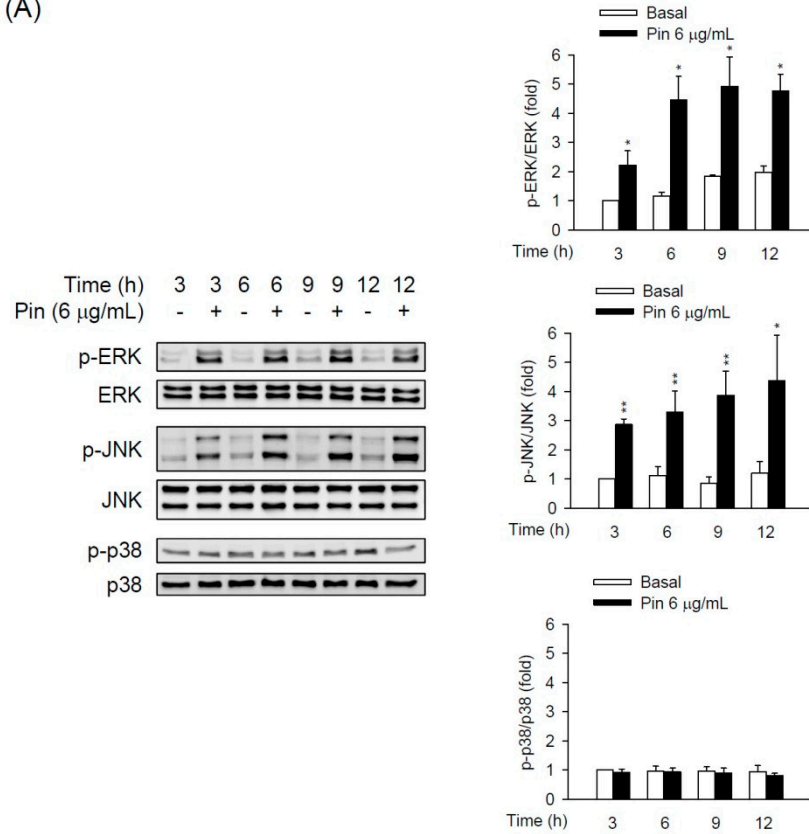 (A)
Time (h) 3 3 6 6 9 9 12 12
Pin (6 μg/mL) - + - + - + - +
p-ERK
ERK
p-JNK
JNK
p-p38
p38
Basal
Pin 6 μg/mL
p-ERK/ERK (fold)
6
5
4
3
2
1
0
* * * *
Time (h) 3 6 9 12
Basal
Pin 6 μg/mL
p-JNK/JNK (fold)
6
5
4
3
2
1
0
** ** ** *
Time (h) 3 6 9 12
Basal
Pin 6 μg/mL
p-p38/p38 (fold)
6
5
4
3
2
1
0
Time (h) 3 6 9 12